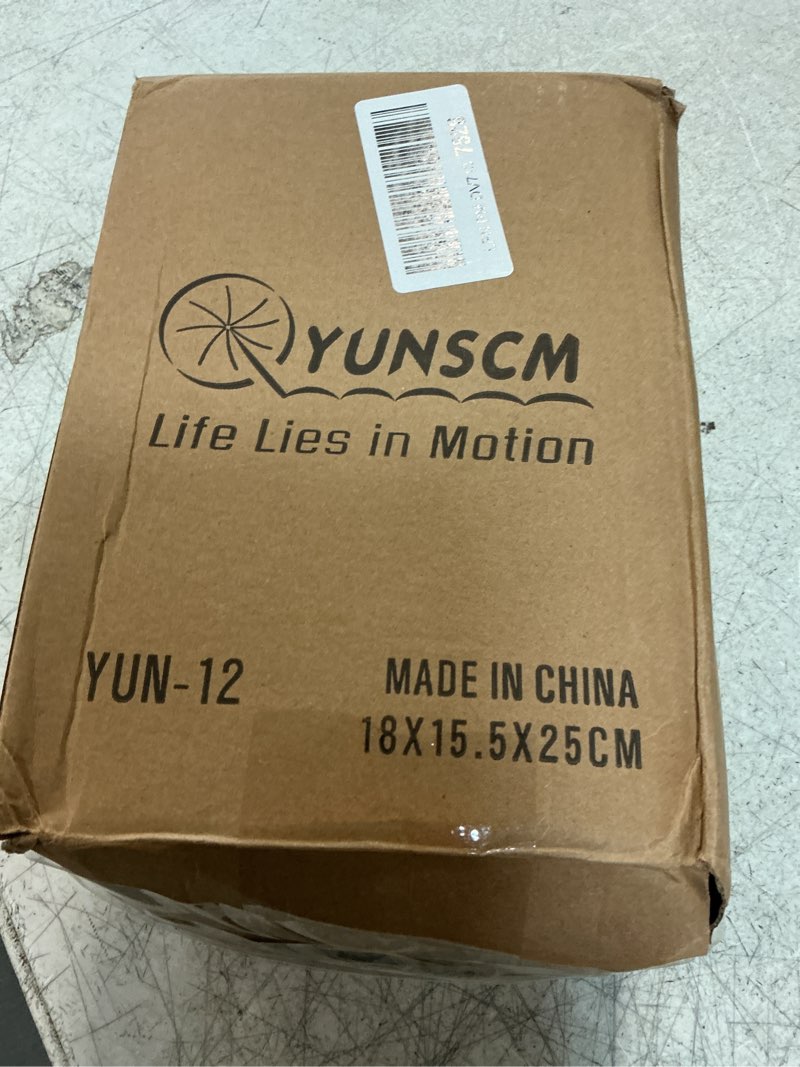 YUNSCM
Life Lies in Motion
YUN-12
MADE IN CHINA
18X15.5X25CM